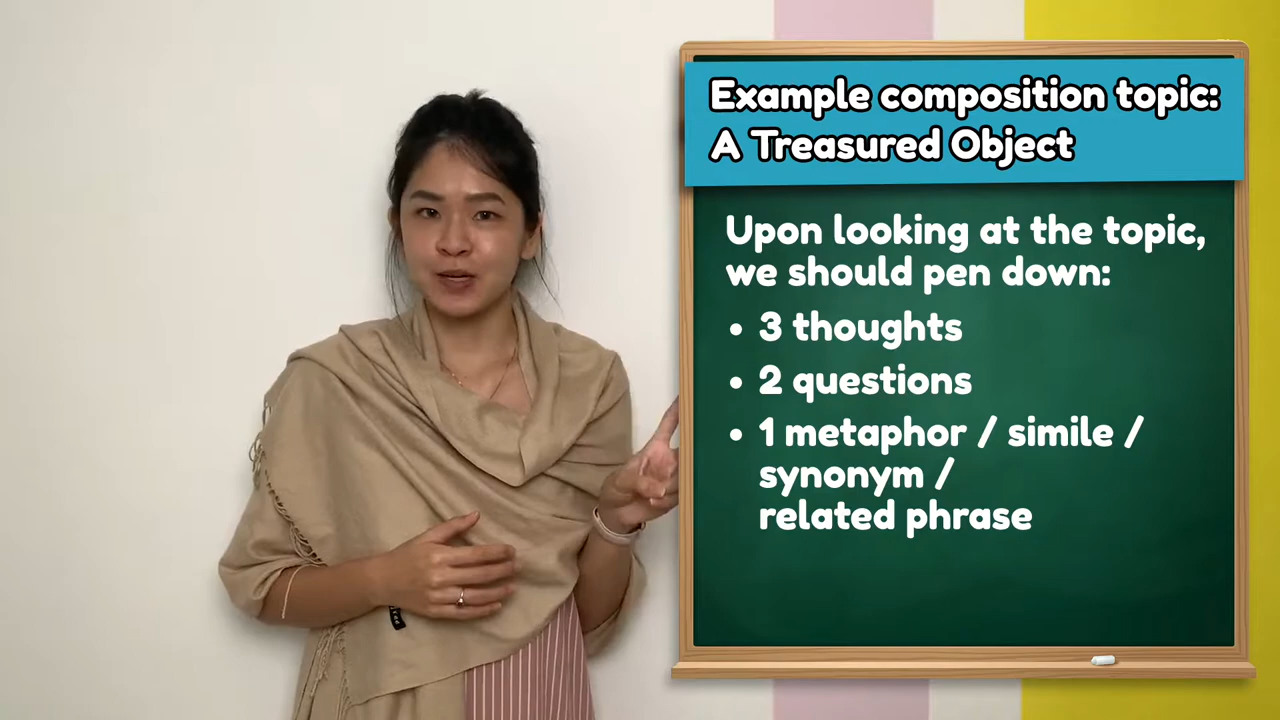 Example composition topic:
A Treasured Object
Upon looking at the topic,
we should pen down:
• 3 thoughts
• 2 questions
• 1 metaphor / simile /
synonym /
related phrase